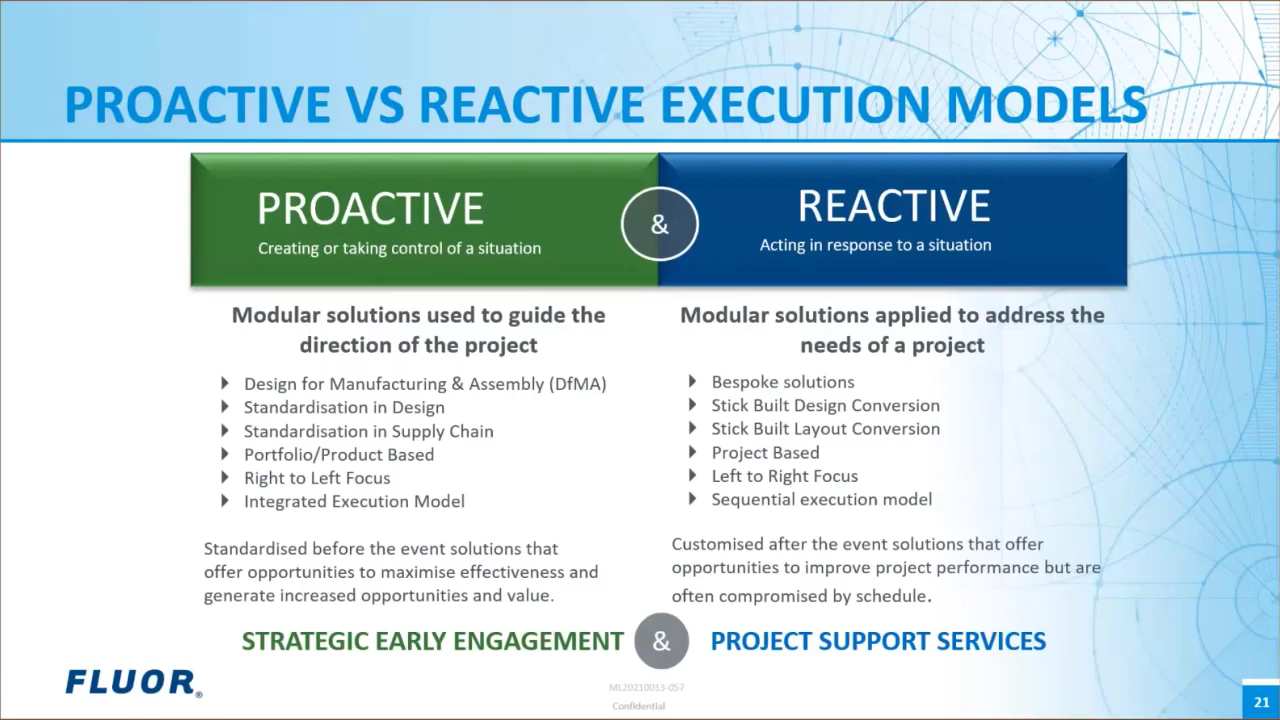 PROACTIVE VS REACTIVE EXECUTION MODELS
PROACTIVE
Creating or taking control of a situation
&
REACTIVE
Acting in response to a situation
Modular solutions used to guide the
direction of the project
Design for Manufacturing & Assembly (DfMA)
Standardisation in Design
Standardisation in Supply Chain
Portfolio/Product Based
Right to Left Focus
Integrated Execution Model
Standardised before the event solutions that
offer opportunities to maximise effectiveness and
generate increased opportunities and value.
Modular solutions applied to address the
needs of a project
Bespoke solutions
Stick Built Design Conversion
Stick Built Layout Conversion
Project Based
Left to Right Focus
Sequential execution model
Customised after the event solutions that offer
opportunities to improve project performance but are
often compromised by schedule.
STRATEGIC EARLY ENGAGEMENT & PROJECT SUPPORT SERVICES
FLUOR®
ML20210013-057
Confidential
21